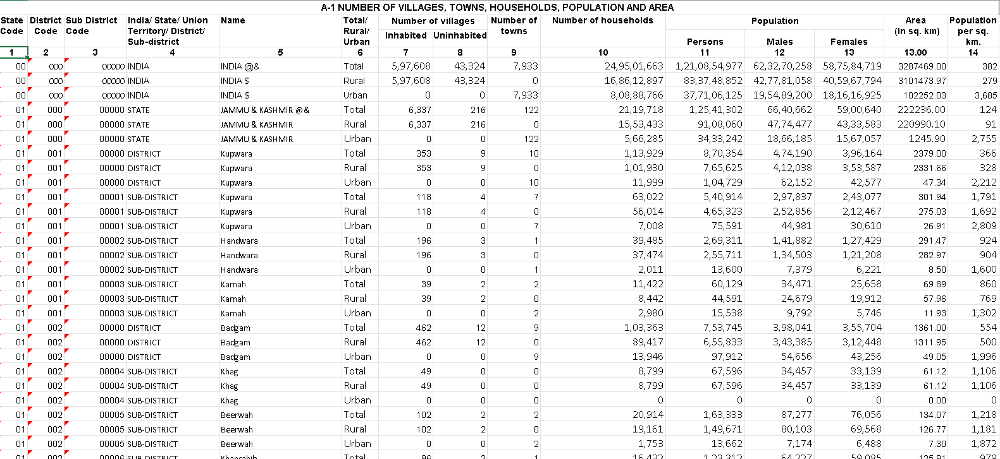 A-1 NUMBER OF VILLAGES, TOWNS, HOUSEHOLDS, POPULATION AND AREA
State Code District Code Sub District Code India/ State/ Union Territory/ District/ Sub-district Name Total/ Rural/ Urban Number of villages Number of towns Number of households Population Area (In sq. km) Population per sq. km.
Inhabited Uninhabited Persons Males Females
1 2 3 4 5 6 7 8 9 10 11 12 13 13.00 14
00 000 00000 INDIA INDIA @& Total 5,97,608 43,324 7,933 24,95,01,663 1,21,08,54,977 62,32,70,258 58,75,84,719 3287469.00 382
00 000 00000 INDIA INDIA $ Rural 5,97,608 43,324 0 16,86,12,897 83,37,48,852 42,77,81,058 40,59,67,794 3101473.97 279
00 000 00000 INDIA INDIA $ Urban 0 0 7,933 8,08,88,766 37,71,06,125 19,54,89,200 18,16,16,925 102252.03 3,685
01 000 00000 STATE JAMMU & KASHMIR @& Total 6,337 216 122 21,19,718 1,25,41,302 66,40,662 59,00,640 222236.00 124
01 000 00000 STATE JAMMU & KASHMIR Rural 6,337 216 0 15,53,433 91,08,060 47,74,477 43,33,583 220990.10 91
01 000 00000 STATE JAMMU & KASHMIR Urban 0 0 122 5,66,285 34,33,242 18,66,185 15,67,057 1245.90 2,755
01 001 00000 DISTRICT Kupwara Total 353 9 10 1,13,929 8,70,354 4,74,190 3,96,164 2379.00 366
01 001 00000 DISTRICT Kupwara Rural 353 9 0 1,01,930 7,65,625 4,12,038 3,53,587 2331.66 328
01 001 00000 DISTRICT Kupwara Urban 0 0 10 11,999 1,04,729 62,152 42,577 47.34 2,212
01 001 00001 SUB-DISTRICT Kupwara Total 118 4 7 63,022 5,40,914 2,97,837 2,43,077 301.94 1,791
01 001 00001 SUB-DISTRICT Kupwara Rural 118 4 0 56,014 4,65,323 2,52,856 2,12,467 275.03 1,692
01 001 00001 SUB-DISTRICT Kupwara Urban 0 0 7 7,008 75,591 44,981 30,610 26.91 2,809
01 001 00002 SUB-DISTRICT Handwara Total 196 3 1 39,485 2,69,311 1,41,882 1,27,429 291.47 924
01 001 00002 SUB-DISTRICT Handwara Rural 196 3 0 37,474 2,55,711 1,34,503 1,21,208 282.97 904
01 001 00002 SUB-DISTRICT Handwara Urban 0 0 1 2,011 13,600 7,379 6,221 8.50 1,600
01 001 00003 SUB-DISTRICT Karnah Total 39 2 2 11,422 60,129 34,471 25,658 69.89 860
01 001 00003 SUB-DISTRICT Karnah Rural 39 2 0 8,442 44,591 24,679 19,912 57.96 769
01 001 00003 SUB-DISTRICT Karnah Urban 0 0 2 2,980 15,538 9,792 5,746 11.93 1,302
01 002 00000 DISTRICT Badgam Total 462 12 9 1,03,363 7,53,745 3,98,041 3,55,704 1361.00 554
01 002 00000 DISTRICT Badgam Rural 462 12 0 89,417 6,55,833 3,43,385 3,12,448 1311.95 500
01 002 00000 DISTRICT Badgam Urban 0 0 9 13,946 97,912 54,656 43,256 49.05 1,996
01 002 00004 SUB-DISTRICT Khag Total 49 0 0 8,799 67,596 34,457 33,139 61.12 1,106
01 002 00004 SUB-DISTRICT Khag Rural 49 0 0 8,799 67,596 34,457 33,139 61.12 1,106
01 002 00004 SUB-DISTRICT Khag Urban 0 0 0 0 0 0 0 0.00 0
01 002 00005 SUB-DISTRICT Beerwah Total 102 2 2 20,914 1,63,333 87,277 76,056 134.07 1,218
01 002 00005 SUB-DISTRICT Beerwah Rural 102 2 0 19,161 1,49,671 80,103 69,568 126.77 1,181
01 002 00005 SUB-DISTRICT Beerwah Urban 0 0 2 1,753 13,662 7,174 6,488 7.30 1,872
01 002 00006 SUB-DISTRICT Khansahib Total 96 3 1 16,432 1,23,312 64,227 59,085 125.91 979